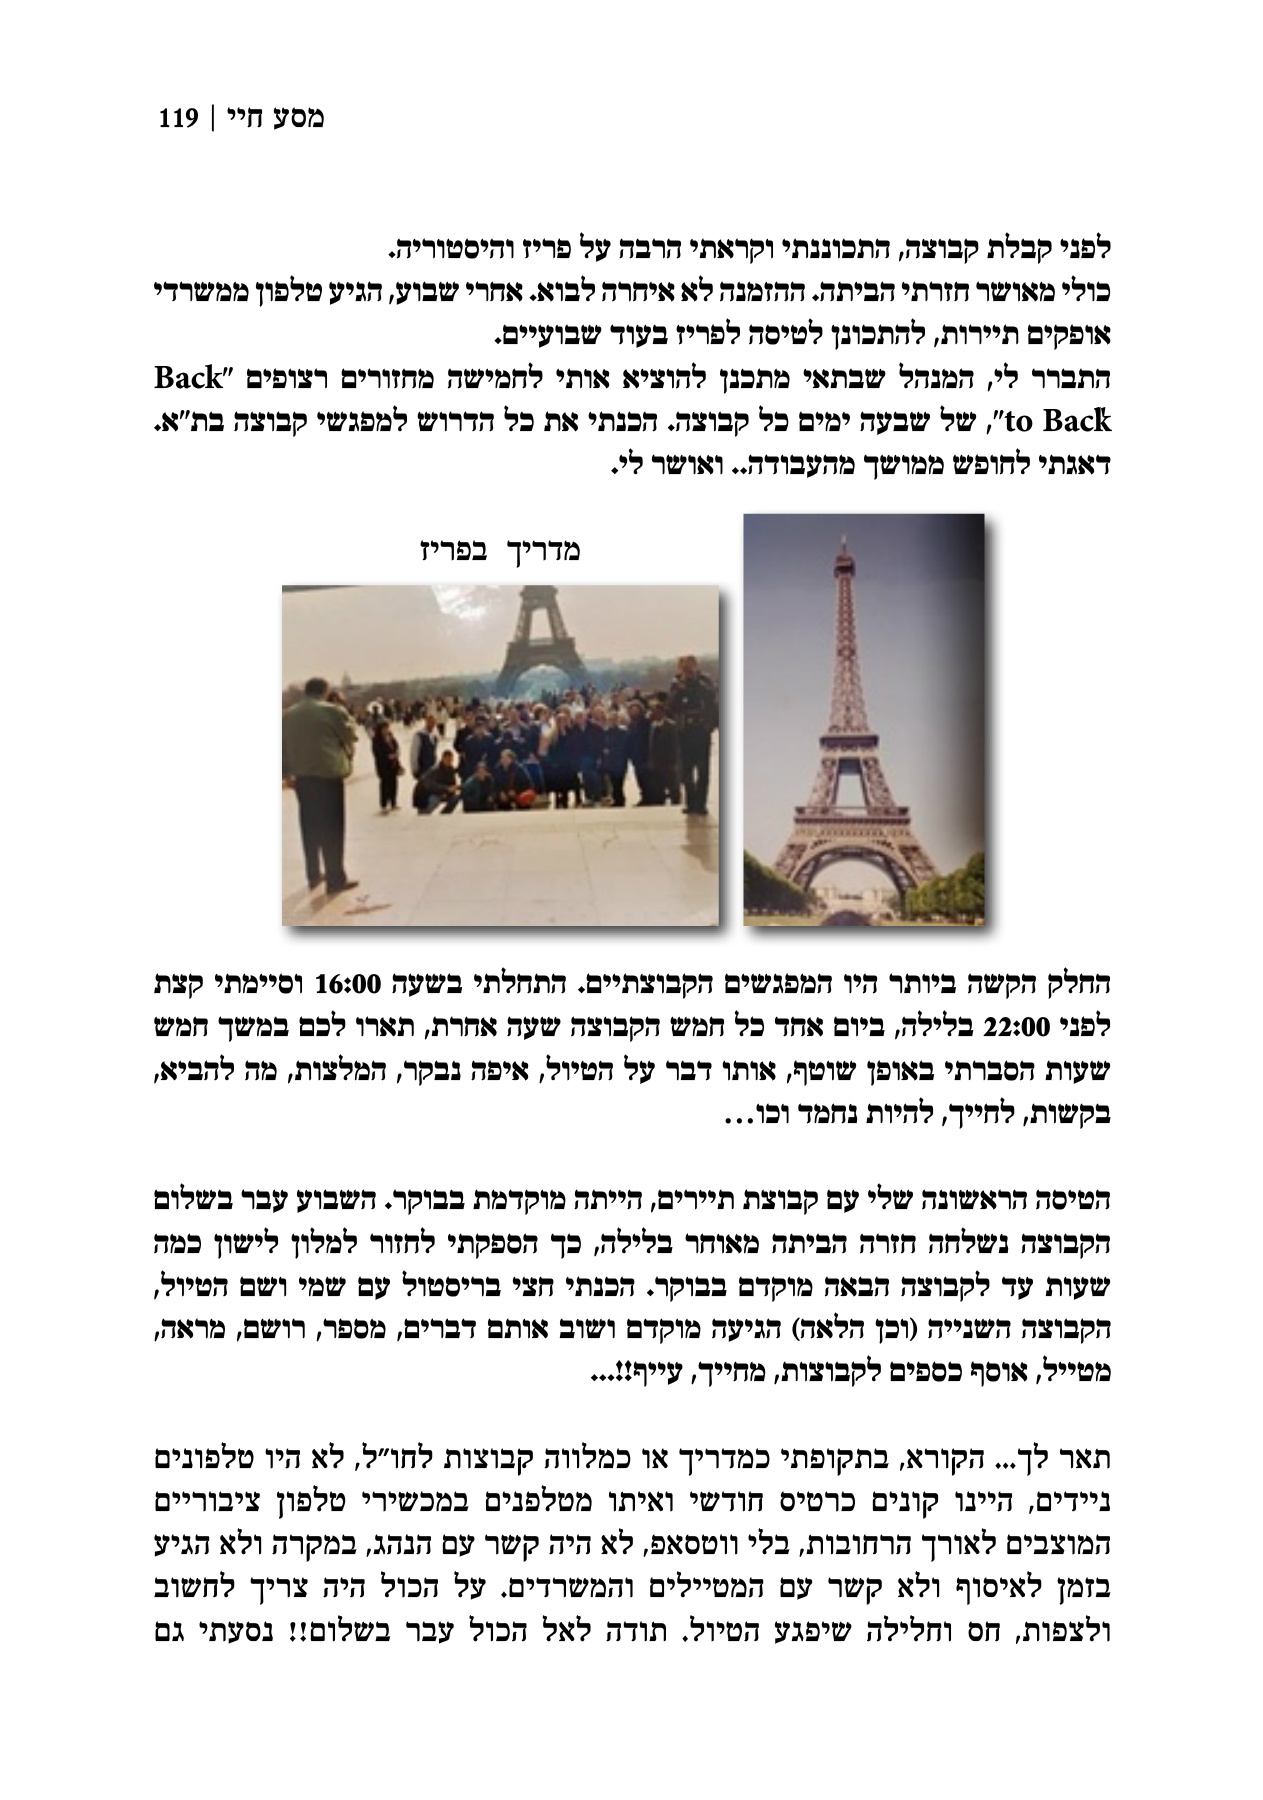 מסע חיי | 119
לפני קבלת קבוצה, התכוננתי וקראתי הרבה על פריז והיסטוריה.
כולי מאושר חזרתי הביתה. ההזמנה לא איחרה לבוא. אחרי שבוע, הגיע טלפון ממשרדי
אופקים תיירות, להתכונן לטיסה לפריז בעוד שבועיים.
התברר לי, המנהל שבתאי מתכנן להוציא אותי לחמישה מחזורים רצופים "Back
to Back", של שבעה ימים כל קבוצה. הכנתי את כל הדרוש למפגשי קבוצה בת"א.
דאגתי לחופש ממושך מהעבודה.. ואושר לי.
מדריך בפריז
החלק הקשה ביותר היו המפגשים הקבוצתיים. התחלתי בשעה 16:00 וסיימתי קצת
לפני 22:00 בלילה, ביום אחד כל חמש הקבוצה שעה אחרת, תארו לכם במשך חמש
שעות הסברתי באופן שוטף, אותו דבר על הטיול, איפה נבקר, המלצות, מה להביא,
בקשות, לחייך, להיות נחמד וכו...
הטיסה הראשונה שלי עם קבוצת תיירים, הייתה מוקדמת בבוקר. השבוע עבר בשלום
הקבוצה נשלחה חזרה הביתה מאוחר בלילה, כך הספקתי לחזור למלון לישון כמה
שעות עד לקבוצה הבאה מוקדם בבוקר. הכנתי חצי בריסטול עם שמי ושם הטיול,
הקבוצה השנייה (וכן הלאה) הגיעה מוקדם ושוב אותם דברים, מספר, רושם, מראה,
מטייל, אוסף כספים לקבוצות, מחייך, עייף!!...
תאר לך... הקורא, בתקופתי כמדריך או כמלווה קבוצות לחו"ל, לא היו טלפונים
ניידים, היינו קונים כרטיס חודשי ואיתו מטלפנים במכשירי טלפון ציבוריים
המוצבים לאורך הרחובות, בלי ווטסאפ, לא היה קשר עם הנהג, במקרה ולא הגיע
בזמן לאיסוף ולא קשר עם המטיילים והמשרדים. על הכול היה צריך לחשוב
ולצפות, חס וחלילה שיפגע הטיול. תודה לאל הכול עבר בשלום!! נסעתי גם